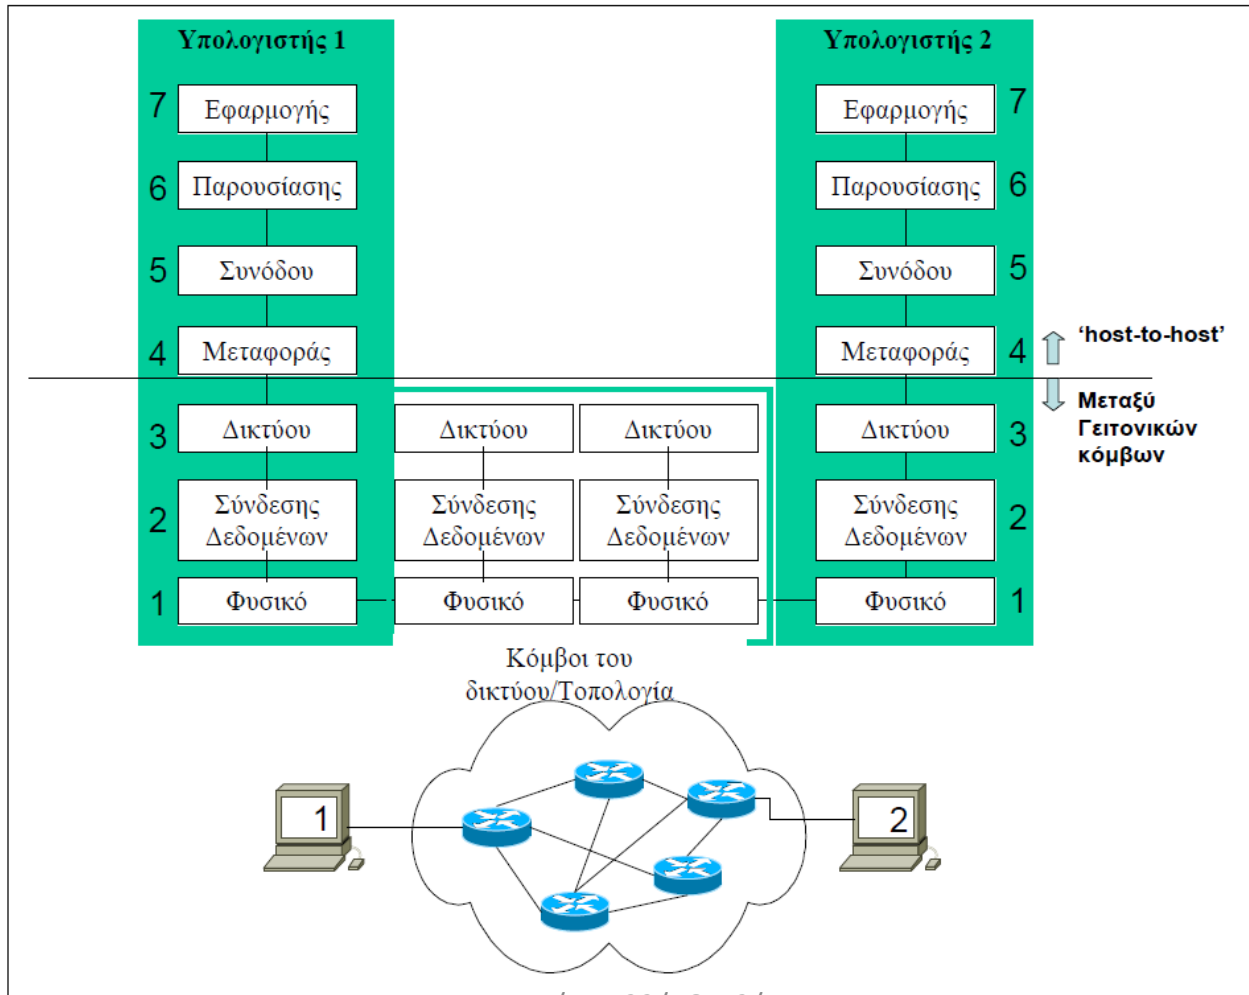 Υπολογιστής 1
Υπολογιστής 2
7 Εφαρμογής
Εφαρμογής 7
6 Παρουσίασης
Παρουσίασης 6
5 Συνόδου
Συνόδου 5
4 Μεταφοράς
Μεταφοράς 4
‘host-to-host’
Μεταξύ
Γειτονικών
κόμβων
3 Δικτύου
Δικτύου
Δικτύου
Δικτύου 3
2 Σύνδεσης
Δεδομένων
Σύνδεσης
Δεδομένων
Σύνδεσης
Δεδομένων
Σύνδεσης
Δεδομένων 2
1 Φυσικό
Φυσικό
Φυσικό
Φυσικό 1
Κόμβοι του
δικτύου/Τοπολογία
1
2